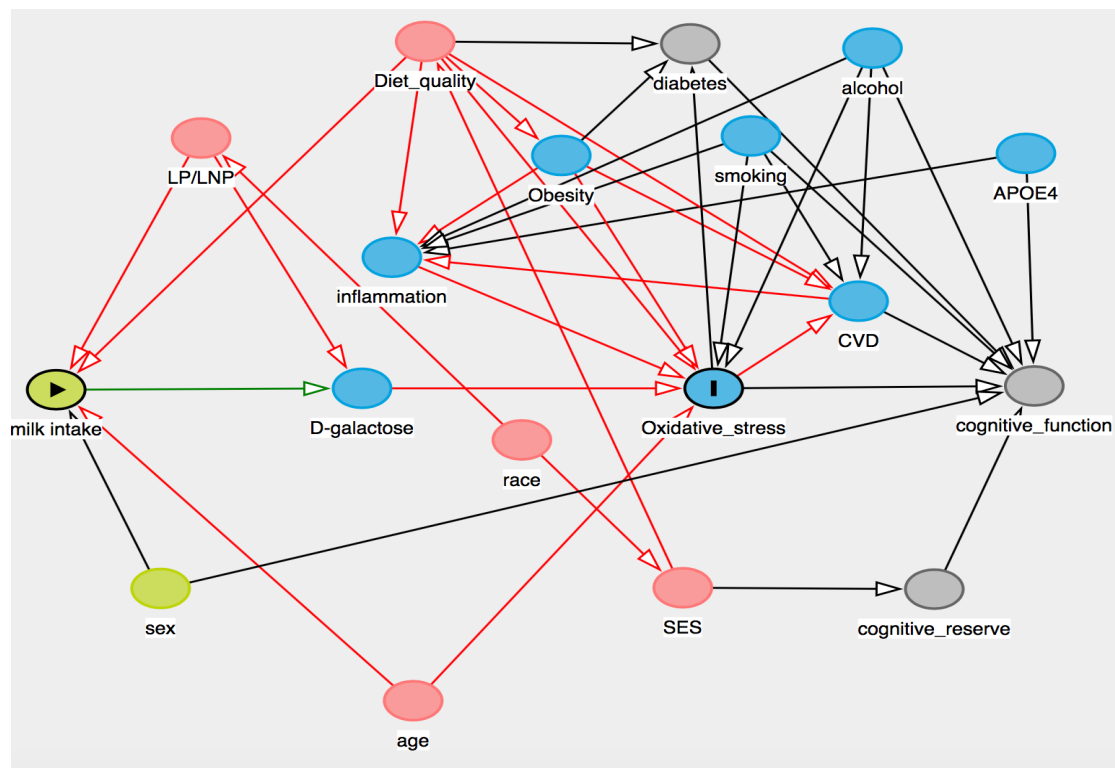 Diet_quality
diabetes
alcohol
LP/LNP
Obesity
smoking
APOE4
inflammation
CVD
milk intake
D-galactose
Oxidative_stress
cognitive_function
race
sex
SES
cognitive_reserve
age